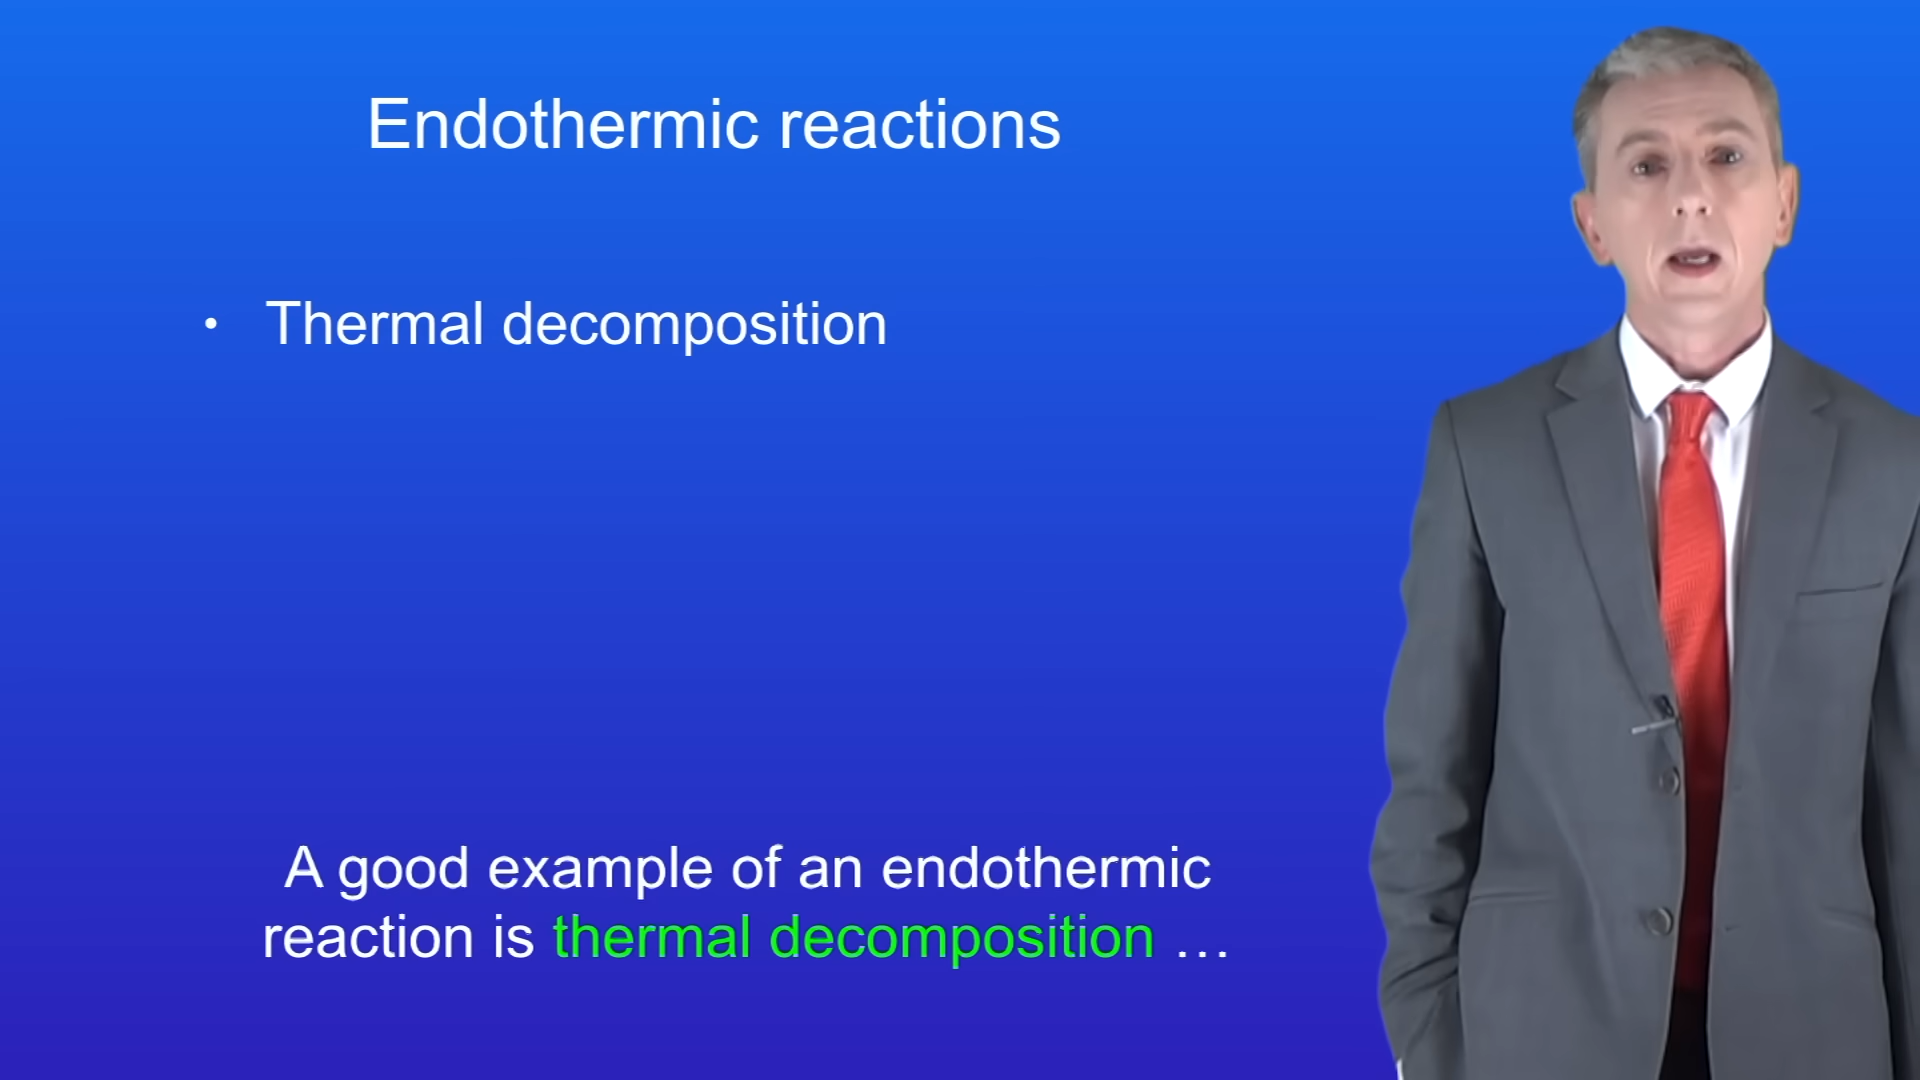 Endothermic reactions
• Thermal decomposition
A good example of an endothermic
reaction is thermal decomposition …